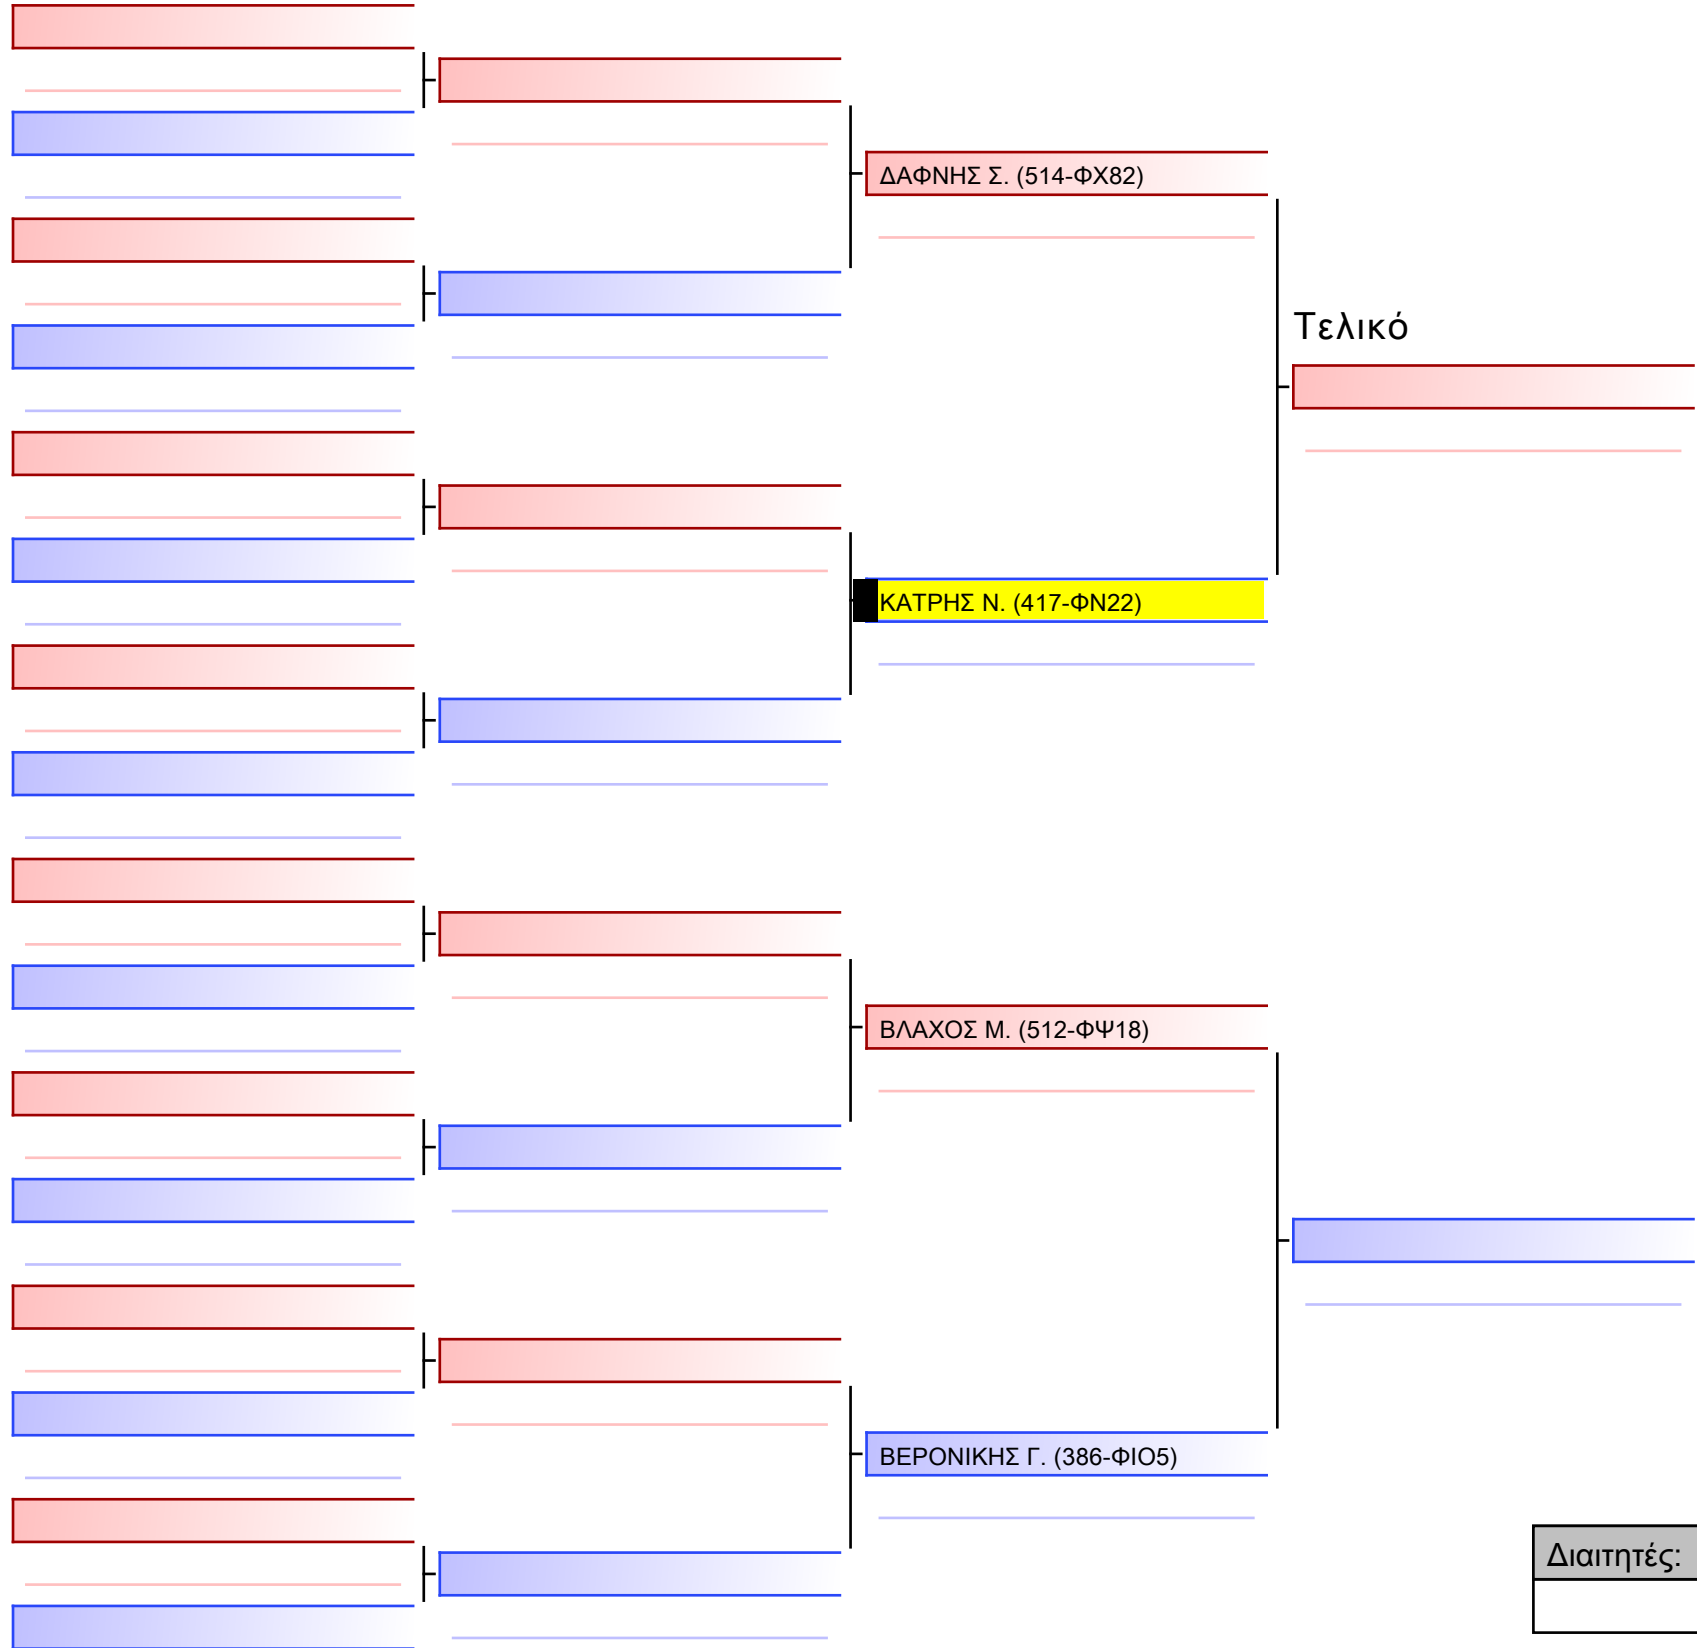 ΔΑΦΝΗΣ Σ. (514-ΦΧ82)
Τελικό
ΚΑΤΡΗΣ Ν. (417-ΦΝ22)
ΒΛΑΧΟΣ Μ. (512-ΦΨ18)
ΒΕΡΟΝΙΚΗΣ Γ. (386-ΦΙΟ5)
Διαιτητές: